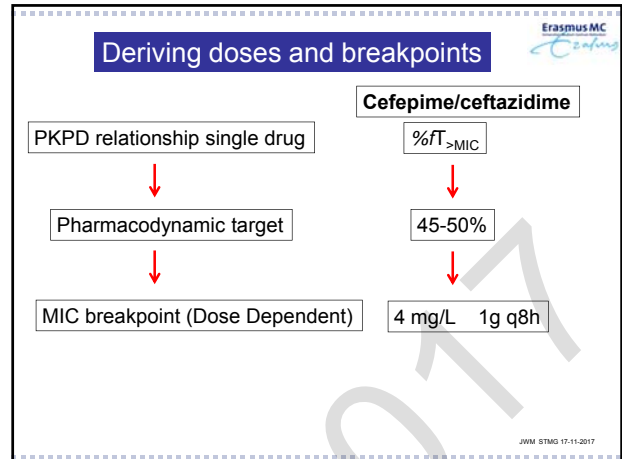 Erasmus MC
Deriving doses and breakpoints
Cefepime/ceftazidime
PKPD relationship single drug
%fT>MIC
Pharmacodynamic target
45-50%
MIC breakpoint (Dose Dependent)
4 mg/L 1g q8h
017
JWM STMG 17-11-2017